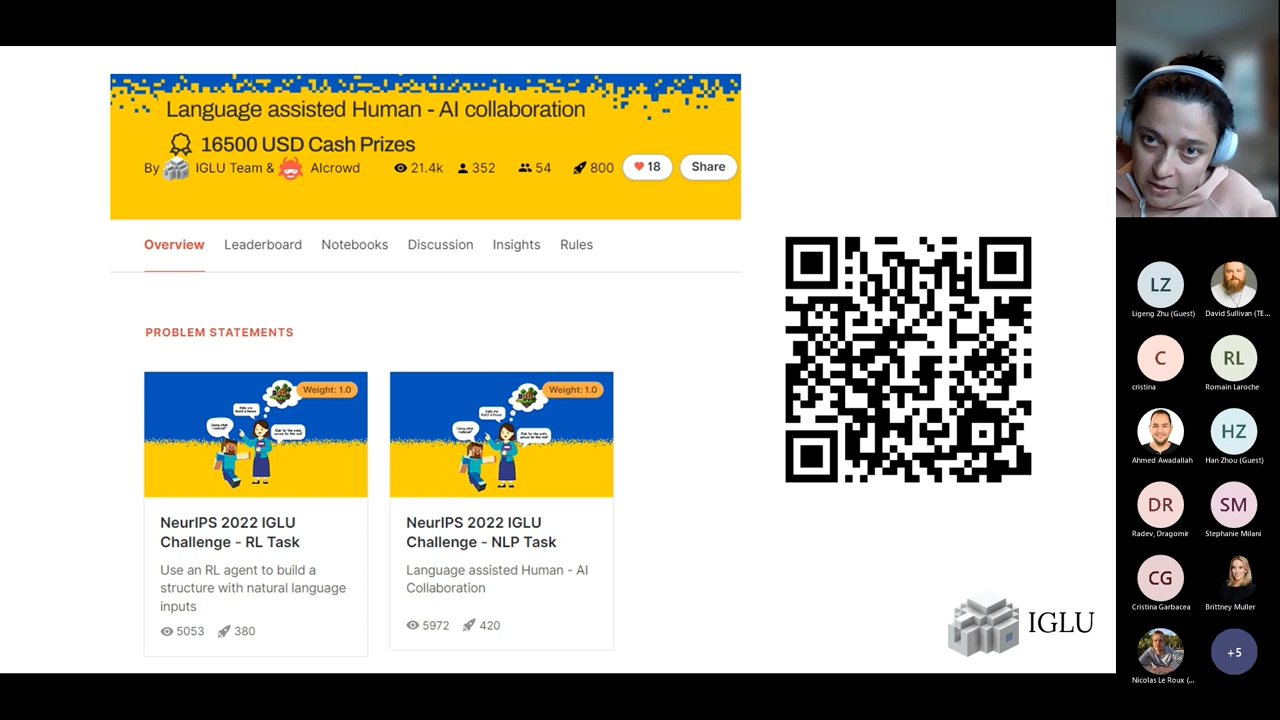 Language assisted Human - AI collaboration
16500 USD Cash Prizes
By IGLU Team & AIcrowd 21.4k 352 54 800 18 Share
Overview Leaderboard Notebooks Discussion Insights Rules
PROBLEM STATEMENTS
Weight: 1.0
Weight: 1.0
NeurIPS 2022 IGLU
Challenge - RL Task
Use an RL agent to build a
structure with natural language
inputs
5053 380
NeurIPS 2022 IGLU
Challenge - NLP Task
Language assisted Human - AI
Collaboration
5972 420
IGLU
LZ
Ligeng Zhu (Guest) David Sullivan (TE...
C RL
cristina Romain Laroche
HZ
Ahmed Awadallah Han Zhou (Guest)
DR SM
Radev, Dragomir Stephanie Milani
CG
Cristina Garbacea Brittney Muller
+5
Nicolas Le Roux (...